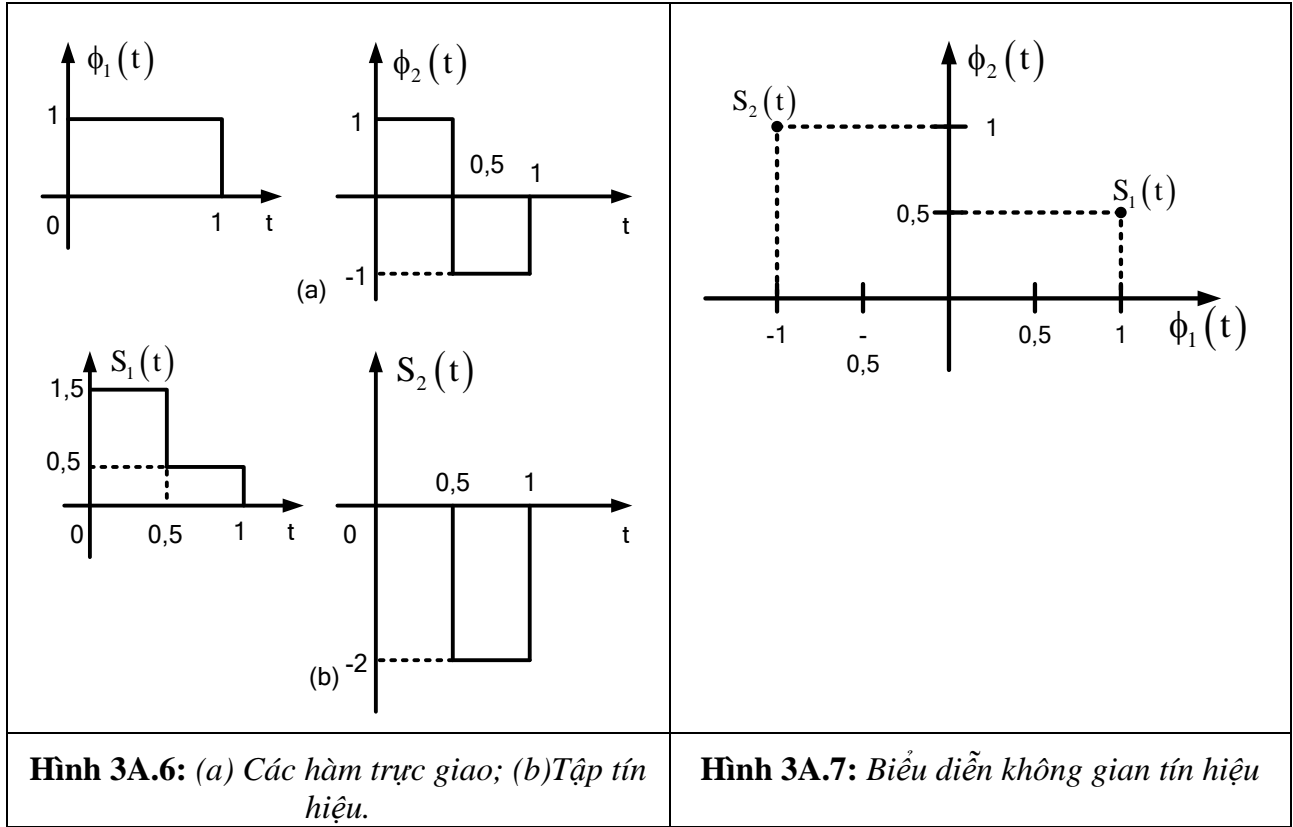 ϕ₁(t)
1
0
1
t
ϕ₂(t)
1
0,5
1
t
-1
(a)
S₁(t)
1,5
0,5
0
0,5
1
t
S₂(t)
0,5
1
0
t
-2
(b)
ϕ₂(t)
S₂(t)
1
S₁(t)
0,5
-1
-
0,5
0,5
1
ϕ₁(t)
Hình 3A.6: (a) Các hàm trực giao; (b)Tập tín
hiệu.
Hình 3A.7: Biểu diễn không gian tín hiệu